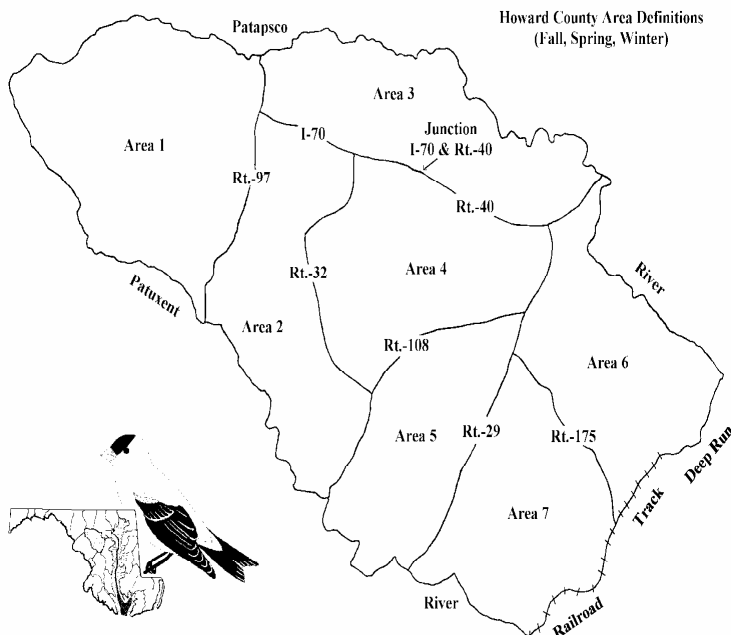 Howard County Area Definitions
(Fall, Spring, Winter)
Patapsco
Area 3
Junction
I-70 & Rt.-40
I-70
Area 1
Rt.-97
Rt.-40
Rt.-32
Area 4
River
Patuxent
Area 2
Rt.-108
Area 6
Area 5
Rt.-29
Rt.-175
Deep Run
Track
Area 7
River
Railroad